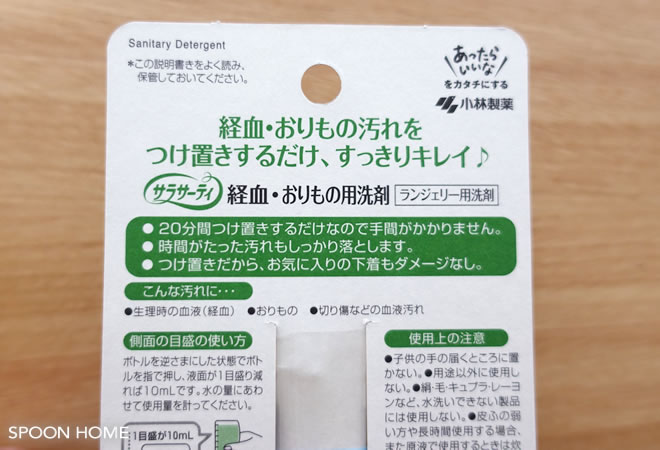 Sanitary Detergent
*この説明書きをよく読み、
保管しておいてください。
あったら
いいな
をカタチにする
小林製薬
経血・おりもの汚れを
つけ置きするだけ、すっきりキレイ♪
サラサーティ 経血・おりもの用洗剤 ランジェリー用洗剤
●20分間つけ置きするだけなので手間がかかりません。
●時間がたった汚れもしっかり落とします。
●つけ置きだから、お気に入りの下着もダメージなし。
こんな汚れに・・・
●生理時の血液(経血) ●おりもの ●切り傷などの血液汚れ
側面の目盛の使い方
ボトルを逆さまにした状態でボト
ルを指で押し、液面が1目盛り減
れば10mLです。水の量にあわ
せて使用量を計ってください。
1目盛が10mL
使用上の注意
●子供の手の届くところに置
かない。●用途以外に使用し
ない。●絹・毛・キュプラ・レーヨ
ンなど、水洗いできない製品
には使用しない。●皮ふの弱
い方や長時間使用する場合、
また原液で使用するときは炊
SPOON HOME